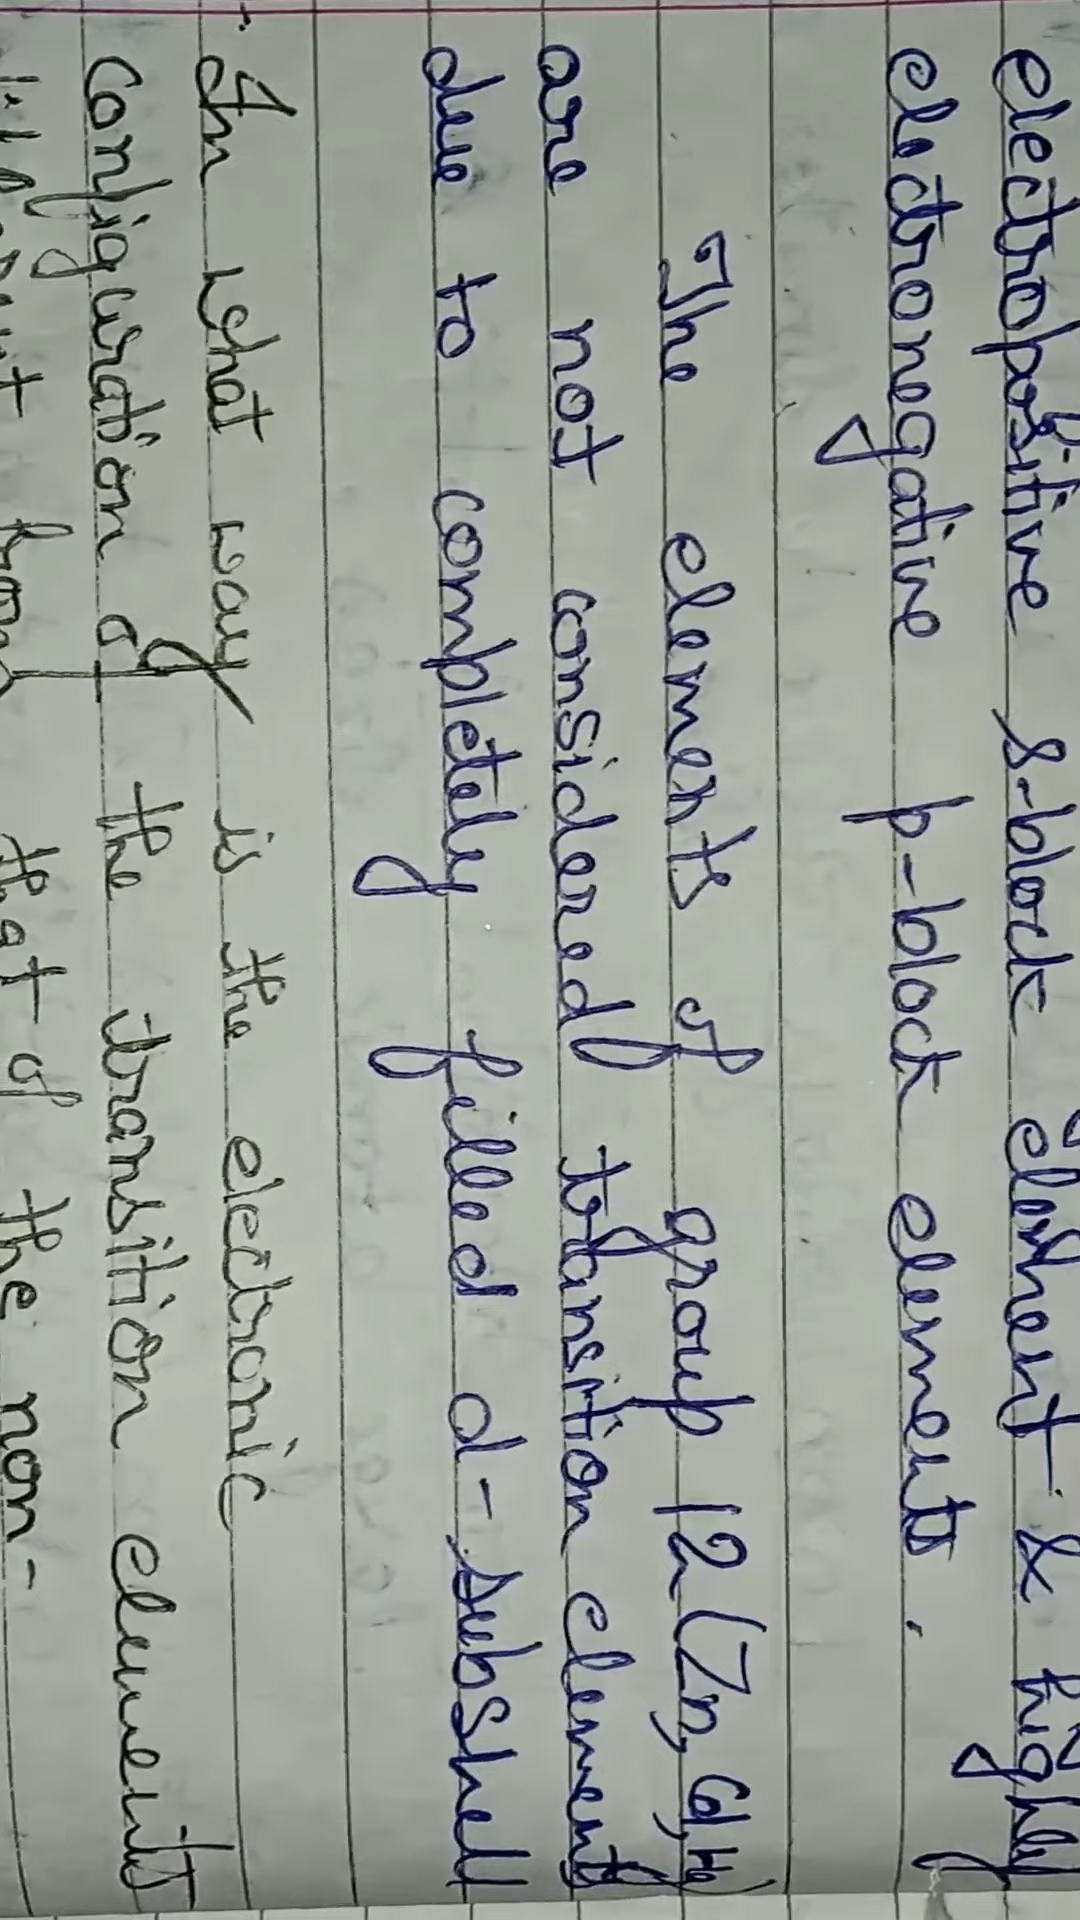 electropositive s-block element & highly
electronegative p-block elements.
The elements of group 12 (Zn, Cd, Hg)
are not considered transition elements
due to completely filled d-subshell
In what way is the electronic
configuration of the transition elements
different from that of the non-